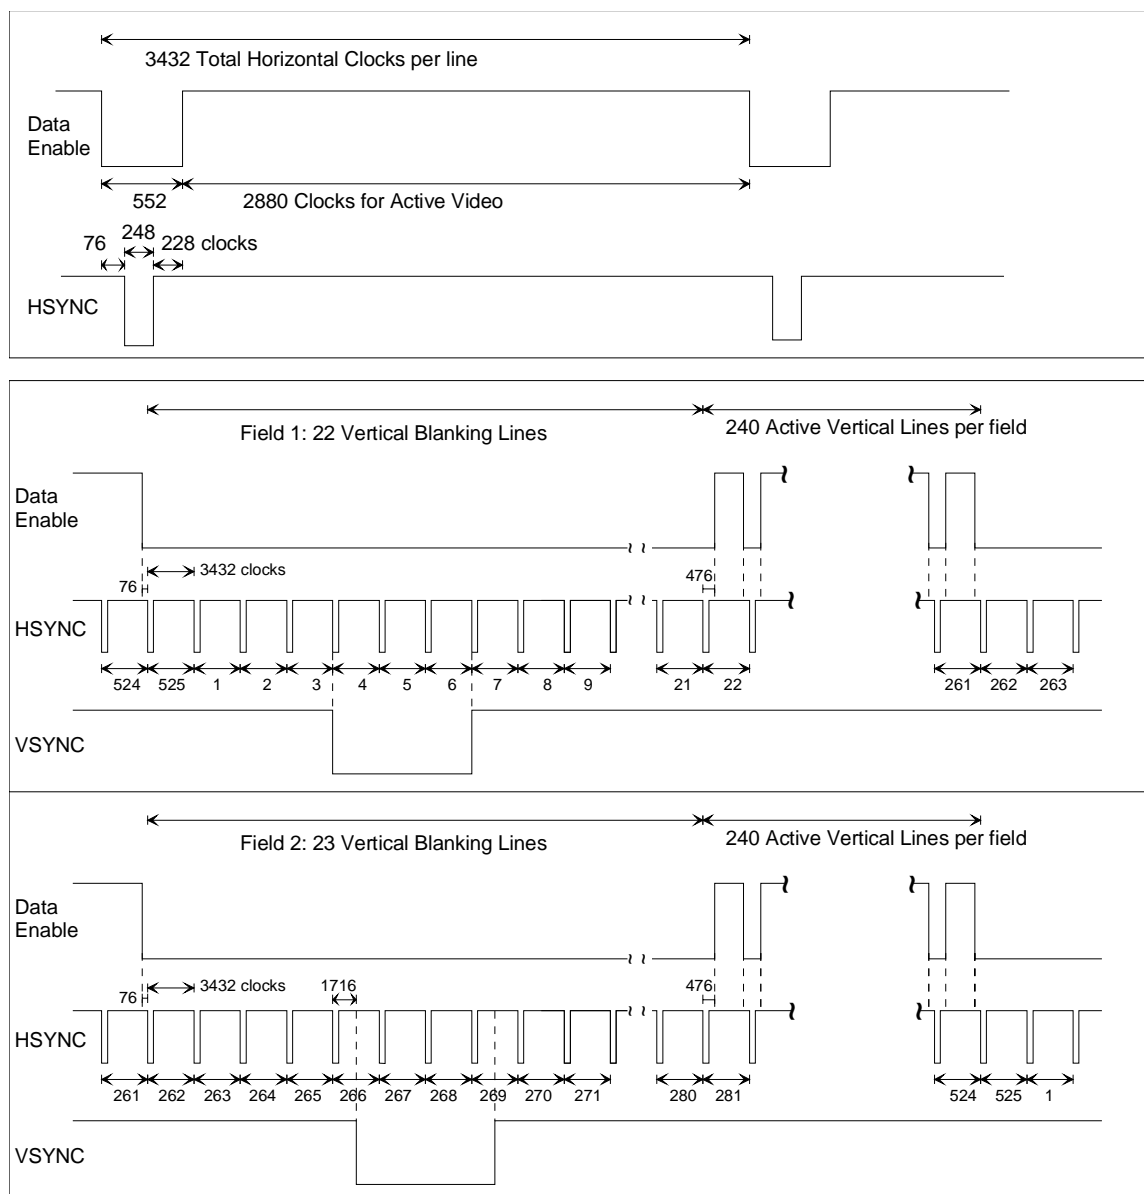 3432 Total Horizontal Clocks per line
Data
Enable
552
2880 Clocks for Active Video
248
76
228 clocks
HSYNC
Field 1: 22 Vertical Blanking Lines
240 Active Vertical Lines per field
Data
Enable
3432 clocks
76
476
HSYNC
524 525 1 2 3 4 5 6 7 8 9 21 22 261 262 263
VSYNC
Field 2: 23 Vertical Blanking Lines
240 Active Vertical Lines per field
Data
Enable
3432 clocks
1716
76
476
HSYNC
261 262 263 264 265 266 267 268 269 270 271 280 281 524 525 1
VSYNC